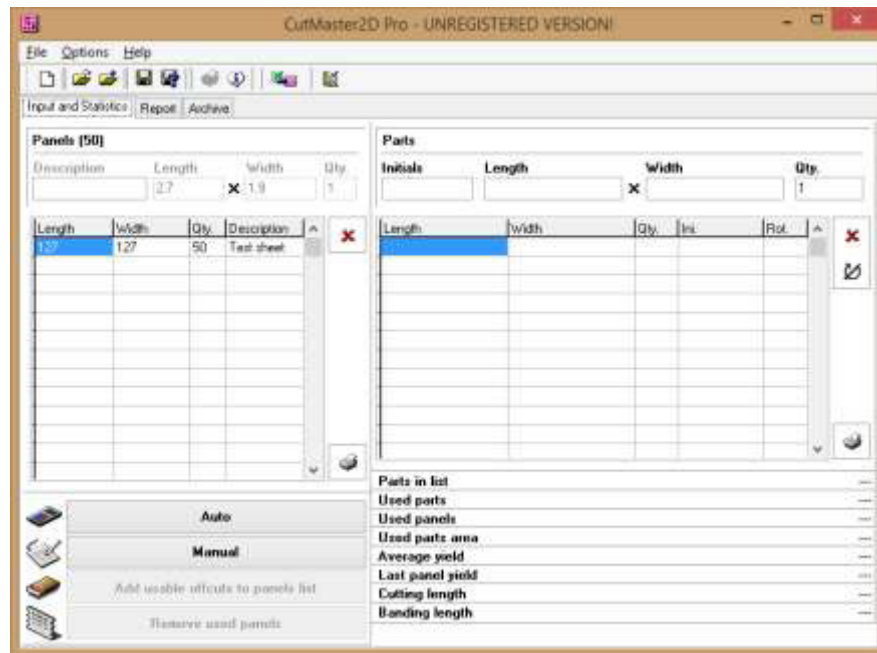 CutMaster2D Pro - UNREGISTERED VERSION!
File Options Help
Input and Statistics Report Archive
Panels (50)
Description Length Width Qty
2.7 × 1.9 1
Length Width Qty. Description
127 127 50 Test sheet
Auto
Manual
Add usable offcuts to panels list
Remove used panels
Parts
Initials Length Width Qty.
× 1
Length Width Qty. Ini. Rot.
Parts in list ---
Used parts ---
Used panels ---
Used parts area ---
Average yield ---
Last panel yield ---
Cutting length ---
Banding length ---